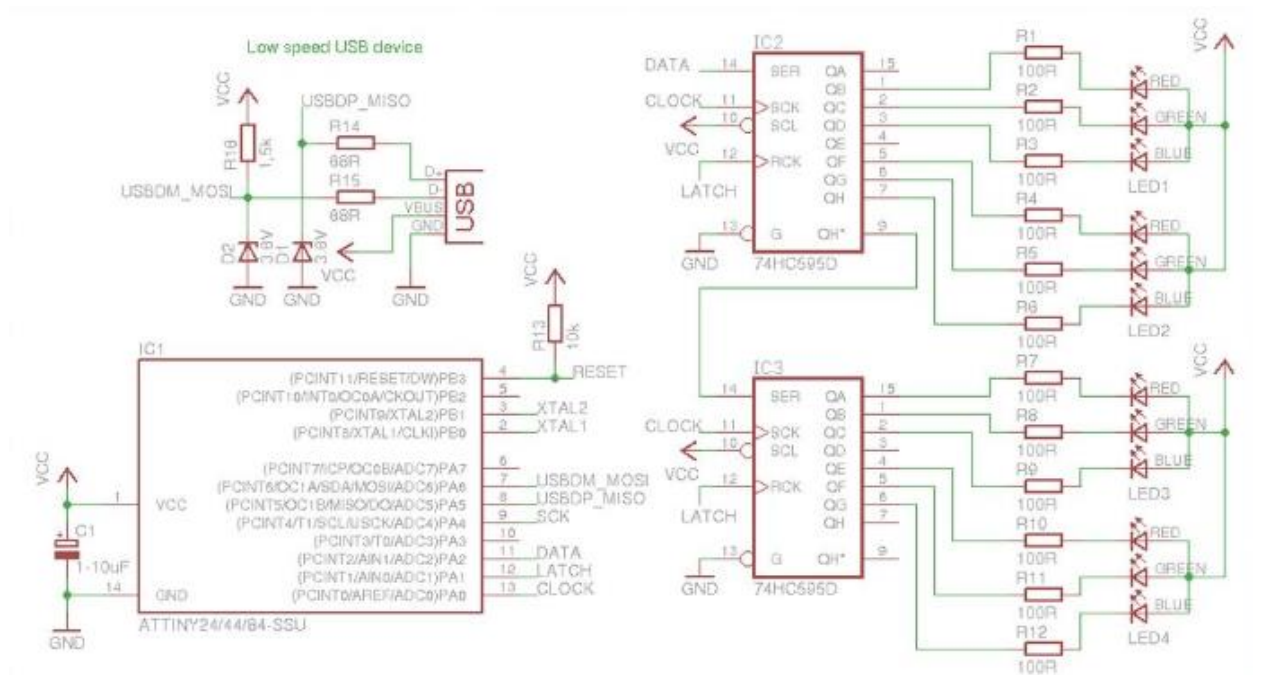 Low speed USB device
VCC
USBDP_MISO
R16
1,5k
R14
68R
USBDM_MOSI
R15
68R
D+
D-
VBUS
GND
USB
D2
3.6V
D1
3.6V
VCC
GND
GND
GND
VCC
R13
10k
RESET
IC1
(PCINT11/RESET/DW)PB3
4
(PCINT10/INT0/OC0A/CKOUT)PB2
5
(PCINT9/XTAL2)PB1
3
XTAL2
(PCINT8/XTAL1/CLKI)PB0
2
XTAL1
(PCINT7/ICP/OC0B/ADC7)PA7
6
(PCINT6/OC1A/SDA/MOSI/ADC6)PA6
7
USBDM_MOSI
(PCINT5/OC1B/MISO/DO/ADC5)PA5
8
USBDP_MISO
(PCINT4/T1/SCL/USCK/ADC4)PA4
9
SCK
(PCINT3/T0/ADC3)PA3
10
(PCINT2/AIN1/ADC2)PA2
11
DATA
(PCINT1/AIN0/ADC1)PA1
12
LATCH
(PCINT0/AREF/ADC0)PA0
13
CLOCK
VCC
1
VCC
+
C1
1-10uF
14
GND
GND
ATTINY24/44/84-SSU
IC2
DATA
14
SER
QA
15
QB
1
CLOCK
11
SCK
QC
2
10
SCL
QD
3
VCC
QE
4
12
RCK
QF
5
LATCH
QG
6
QH
7
13
G
QH*
9
GND
74HC595D
R1
100R
RED
R2
100R
GREEN
R3
100R
BLUE
LED1
VCC
R4
100R
RED
R5
100R
GREEN
R6
100R
BLUE
LED2
IC3
14
SER
QA
15
QB
1
CLOCK
11
SCK
QC
2
10
SCL
QD
3
VCC
QE
4
12
RCK
QF
5
LATCH
QG
6
QH
7
13
G
QH*
9
GND
74HC595D
R7
100R
RED
R8
100R
GREEN
R9
100R
BLUE
LED3
VCC
R10
100R
RED
R11
100R
GREEN
R12
100R
BLUE
LED4